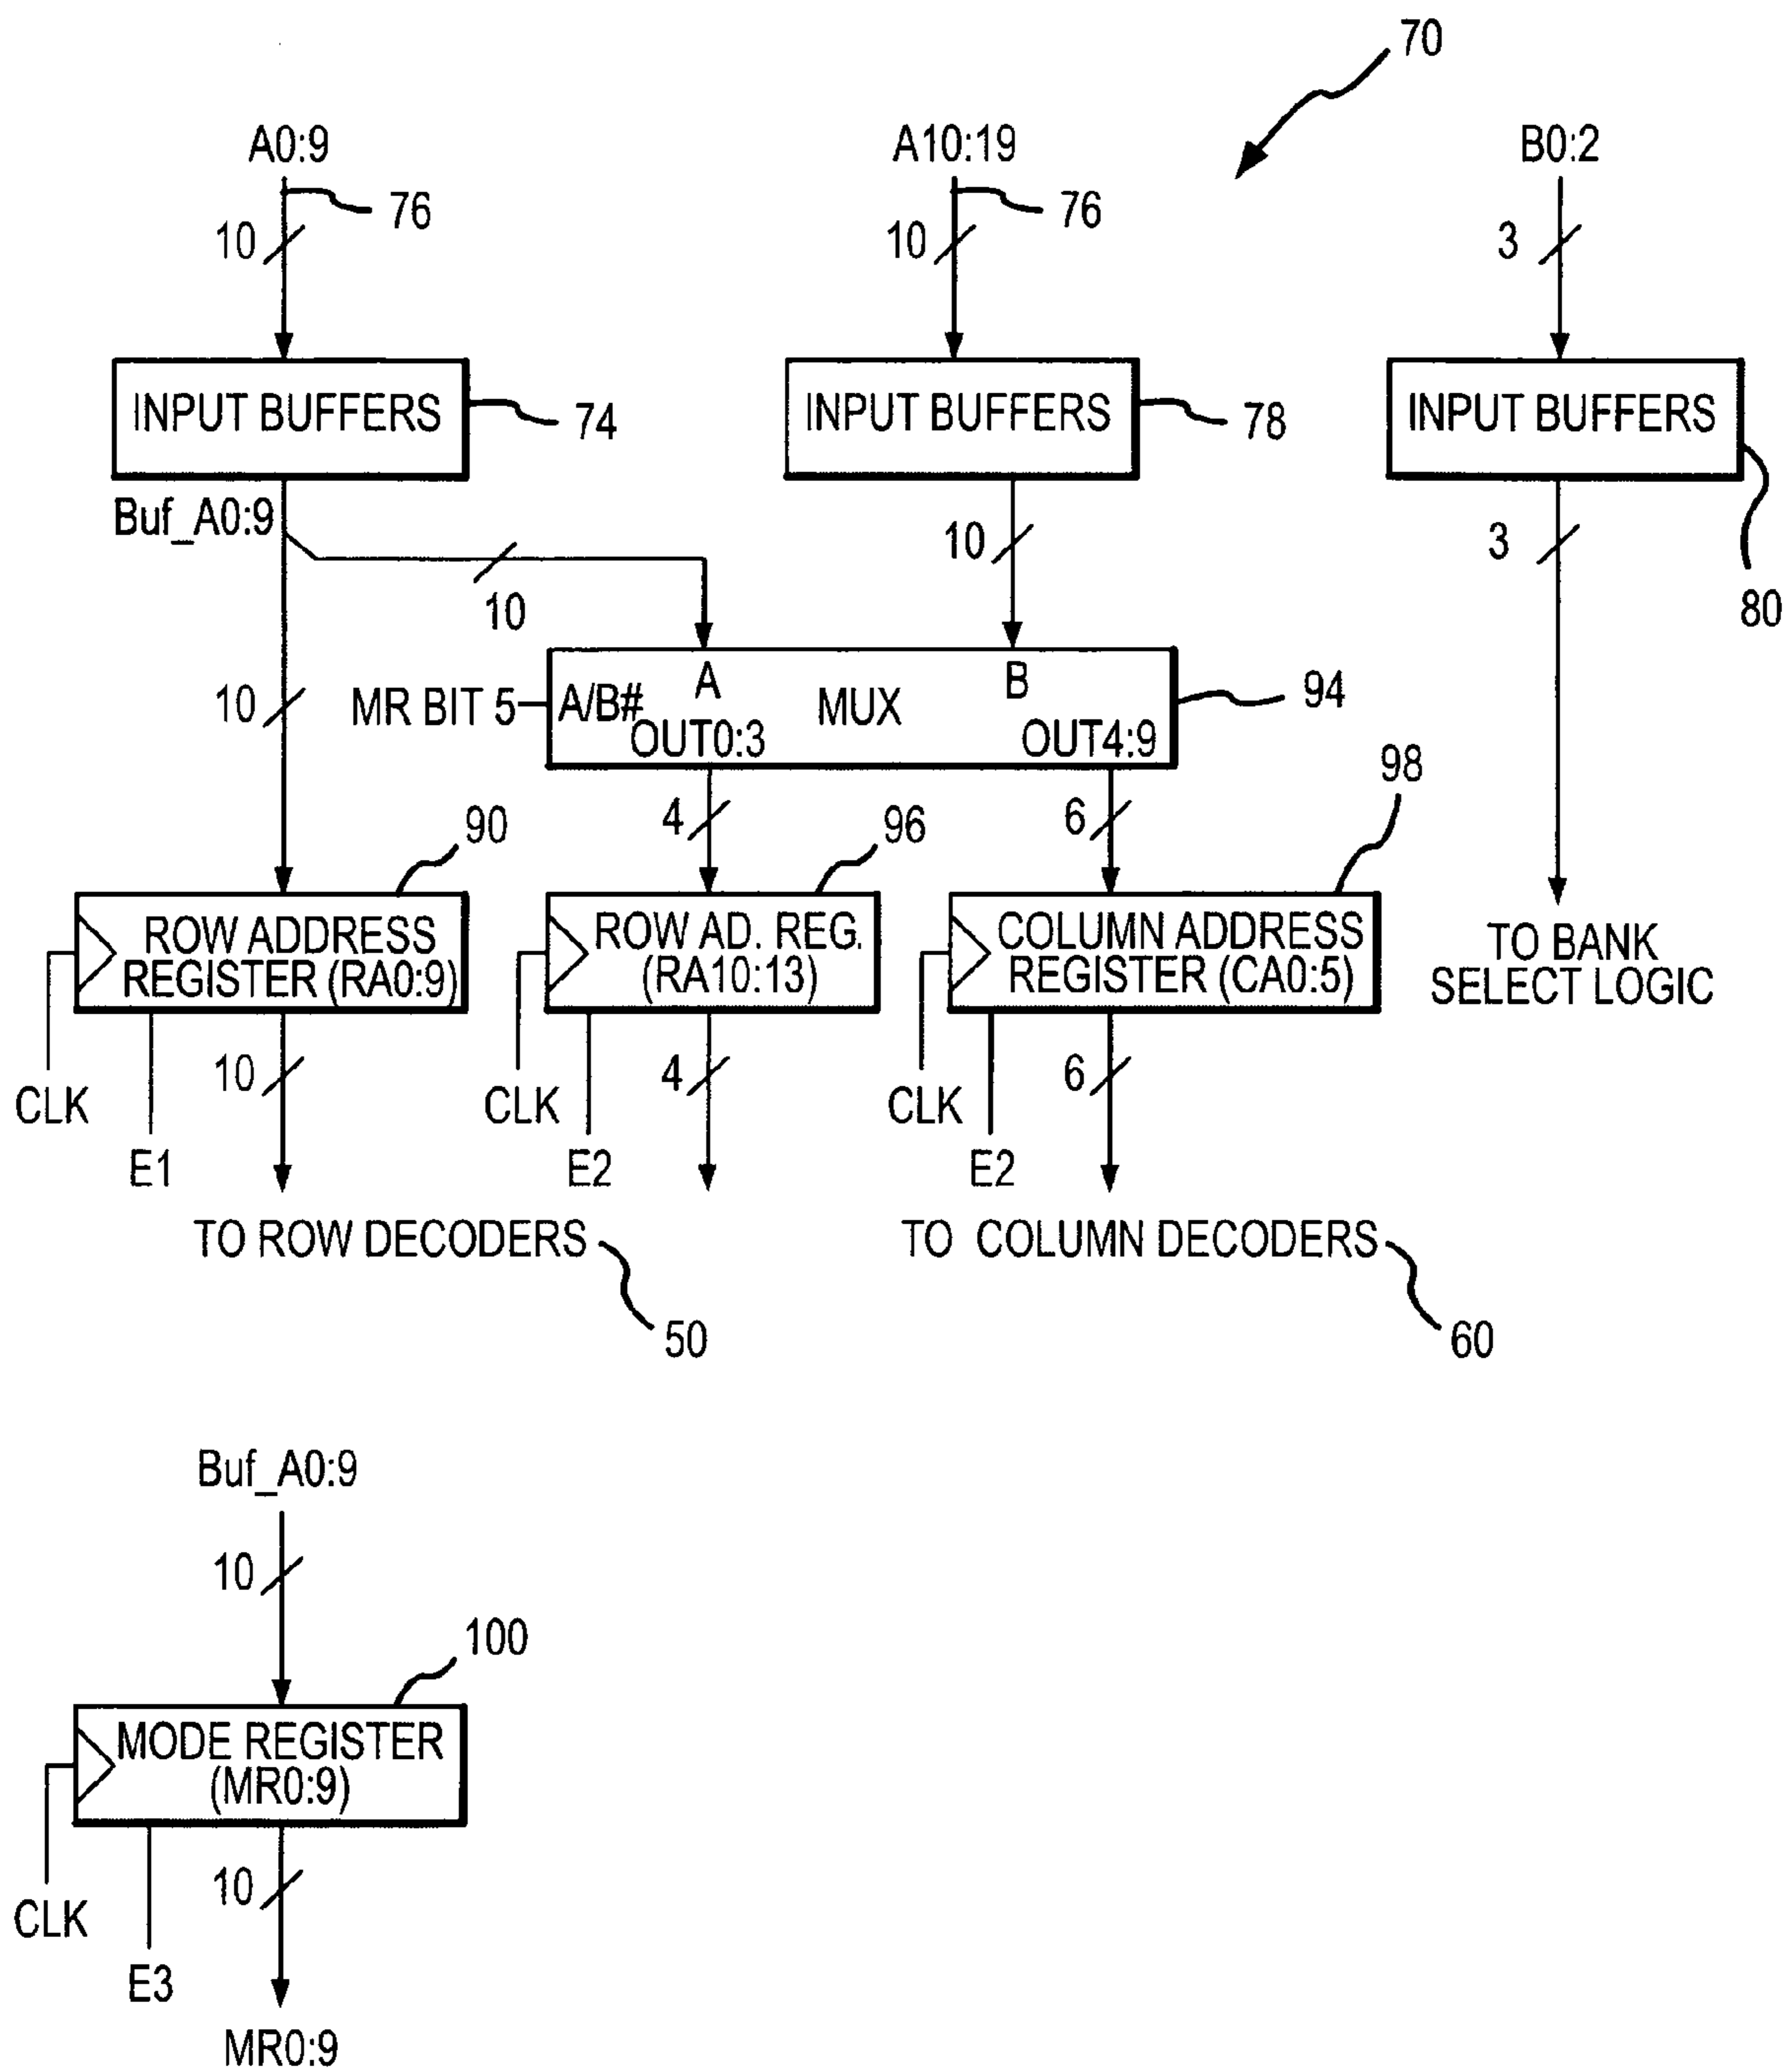 70
A0:9
A10:19
B0:2
76
76
10
10
3
INPUT BUFFERS
74
INPUT BUFFERS
78
INPUT BUFFERS
80
Buf_A0:9
10
10
3
10
MR BIT 5
A/B#
A
MUX
B
OUT0:3
OUT4:9
94
4
6
90
96
98
ROW ADDRESS
REGISTER (RA0:9)
ROW AD. REG.
(RA10:13)
COLUMN ADDRESS
REGISTER (CA0:5)
TO BANK
SELECT LOGIC
CLK
E1
10
CLK
E2
4
CLK
E2
6
TO ROW DECODERS
50
TO COLUMN DECODERS
60
Buf_A0:9
10
100
MODE REGISTER
(MR0:9)
CLK
E3
10
MR0:9